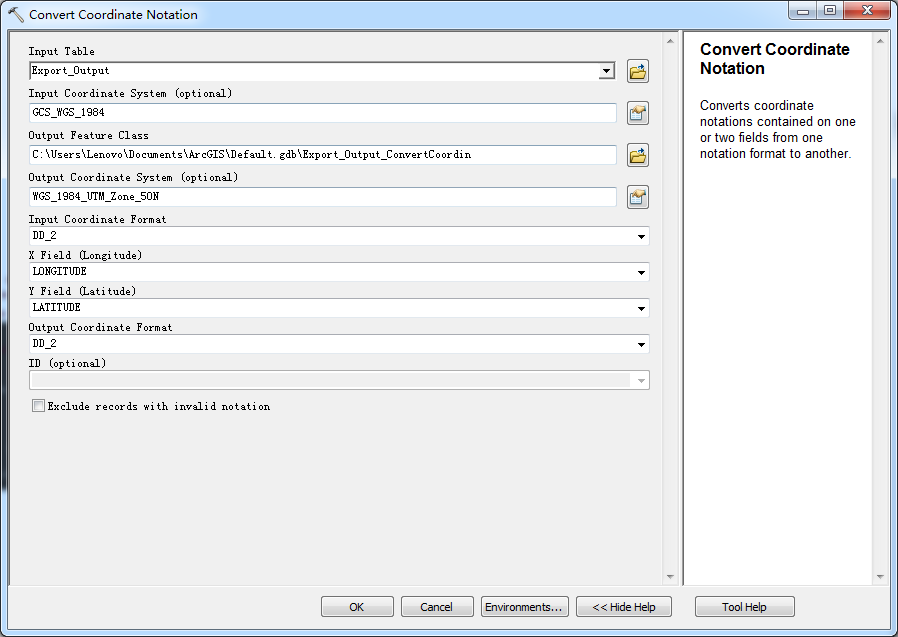 Convert Coordinate Notation
Input Table
Export_Output
Input Coordinate System (optional)
GCS_WGS_1984
Output Feature Class
C:\Users\Lenovo\Documents\ArcGIS\Default.gdb\Export_Output_ConvertCoordin
Output Coordinate System (optional)
WGS_1984_UTM_Zone_50N
Input Coordinate Format
DD_2
X Field (Longitude)
LONGITUDE
Y Field (Latitude)
LATITUDE
Output Coordinate Format
DD_2
ID (optional)
Exclude records with invalid notation
Convert Coordinate
Notation
Converts coordinate
notations contained on one
or two fields from one
notation format to another.
OK
Cancel
Environments...
<< Hide Help
Tool Help